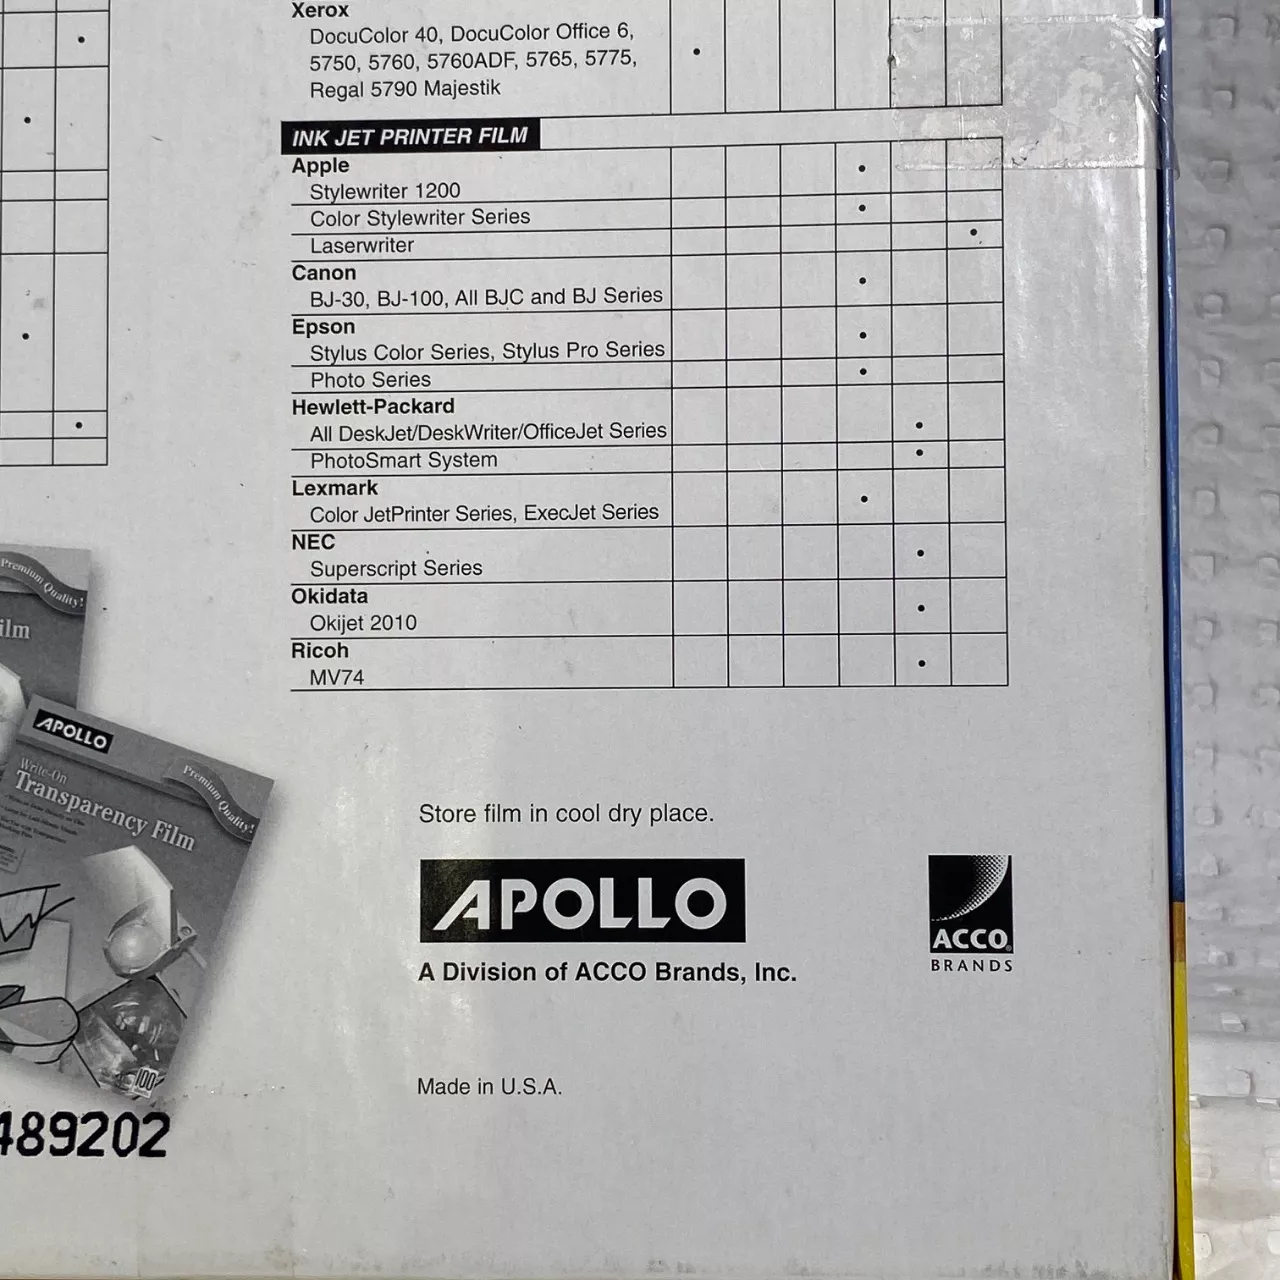 Xerox
DocuColor 40, DocuColor Office 6,
5750, 5760, 5760ADF, 5765, 5775,
Regal 5790 Majestik
INK JET PRINTER FILM
Apple
Stylewriter 1200
Color Stylewriter Series
Laserwriter
Canon
BJ-30, BJ-100, All BJC and BJ Series
Epson
Stylus Color Series, Stylus Pro Series
Photo Series
Hewlett-Packard
All DeskJet/DeskWriter/OfficeJet Series
PhotoSmart System
Lexmark
Color JetPrinter Series, ExecJet Series
NEC
Superscript Series
Okidata
Okijet 2010
Ricoh
MV74
Premium Quality!
ilm
APOLLO
Premium Quality!
Write-On
Transparency Film
100
489202
Store film in cool dry place.
APOLLO
A Division of ACCO Brands, Inc.
ACCO
BRANDS
Made in U.S.A.